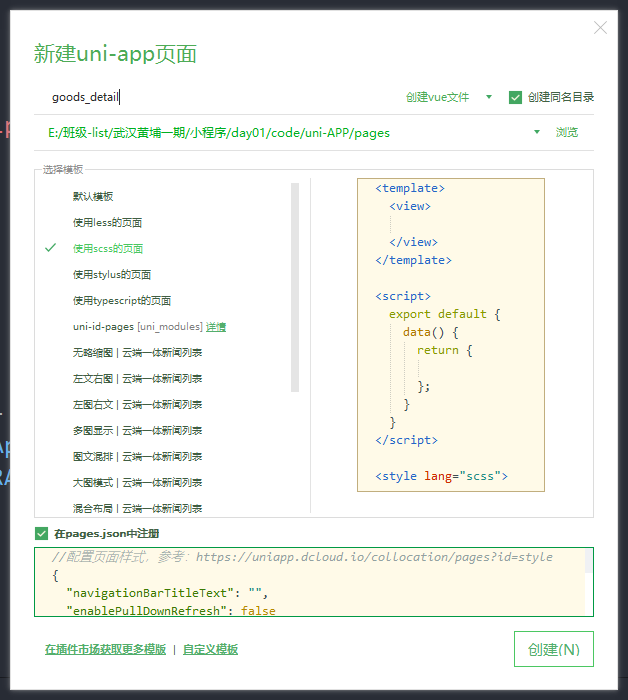 新建uni-app页面
goods_detail 创建vue文件 创建同名目录
E:/班级-list/武汉黄埔一期/小程序/day01/code/uni-APP/pages 浏览
选择模板
默认模板
使用less的页面
使用scss的页面
使用stylus的页面
使用typescript的页面
uni-id-pages [uni_modules] 详情
无略缩图 | 云端一体新闻列表
左文右图 | 云端一体新闻列表
左图右文 | 云端一体新闻列表
多图显示 | 云端一体新闻列表
图文混排 | 云端一体新闻列表
大图模式 | 云端一体新闻列表
混合布局 | 云端一体新闻列表
<template>
<view>
</view>
</template>
<script>
export default {
data() {
return {
};
}
}
</script>
<style lang="scss">
在pages.json中注册
//配置页面样式，参考：https://uniapp.dcloud.io/collocation/pages?id=style
{
"navigationBarTitleText": "",
"enablePullDownRefresh": false
在插件市场获取更多模版 | 自定义模板
创建(N)